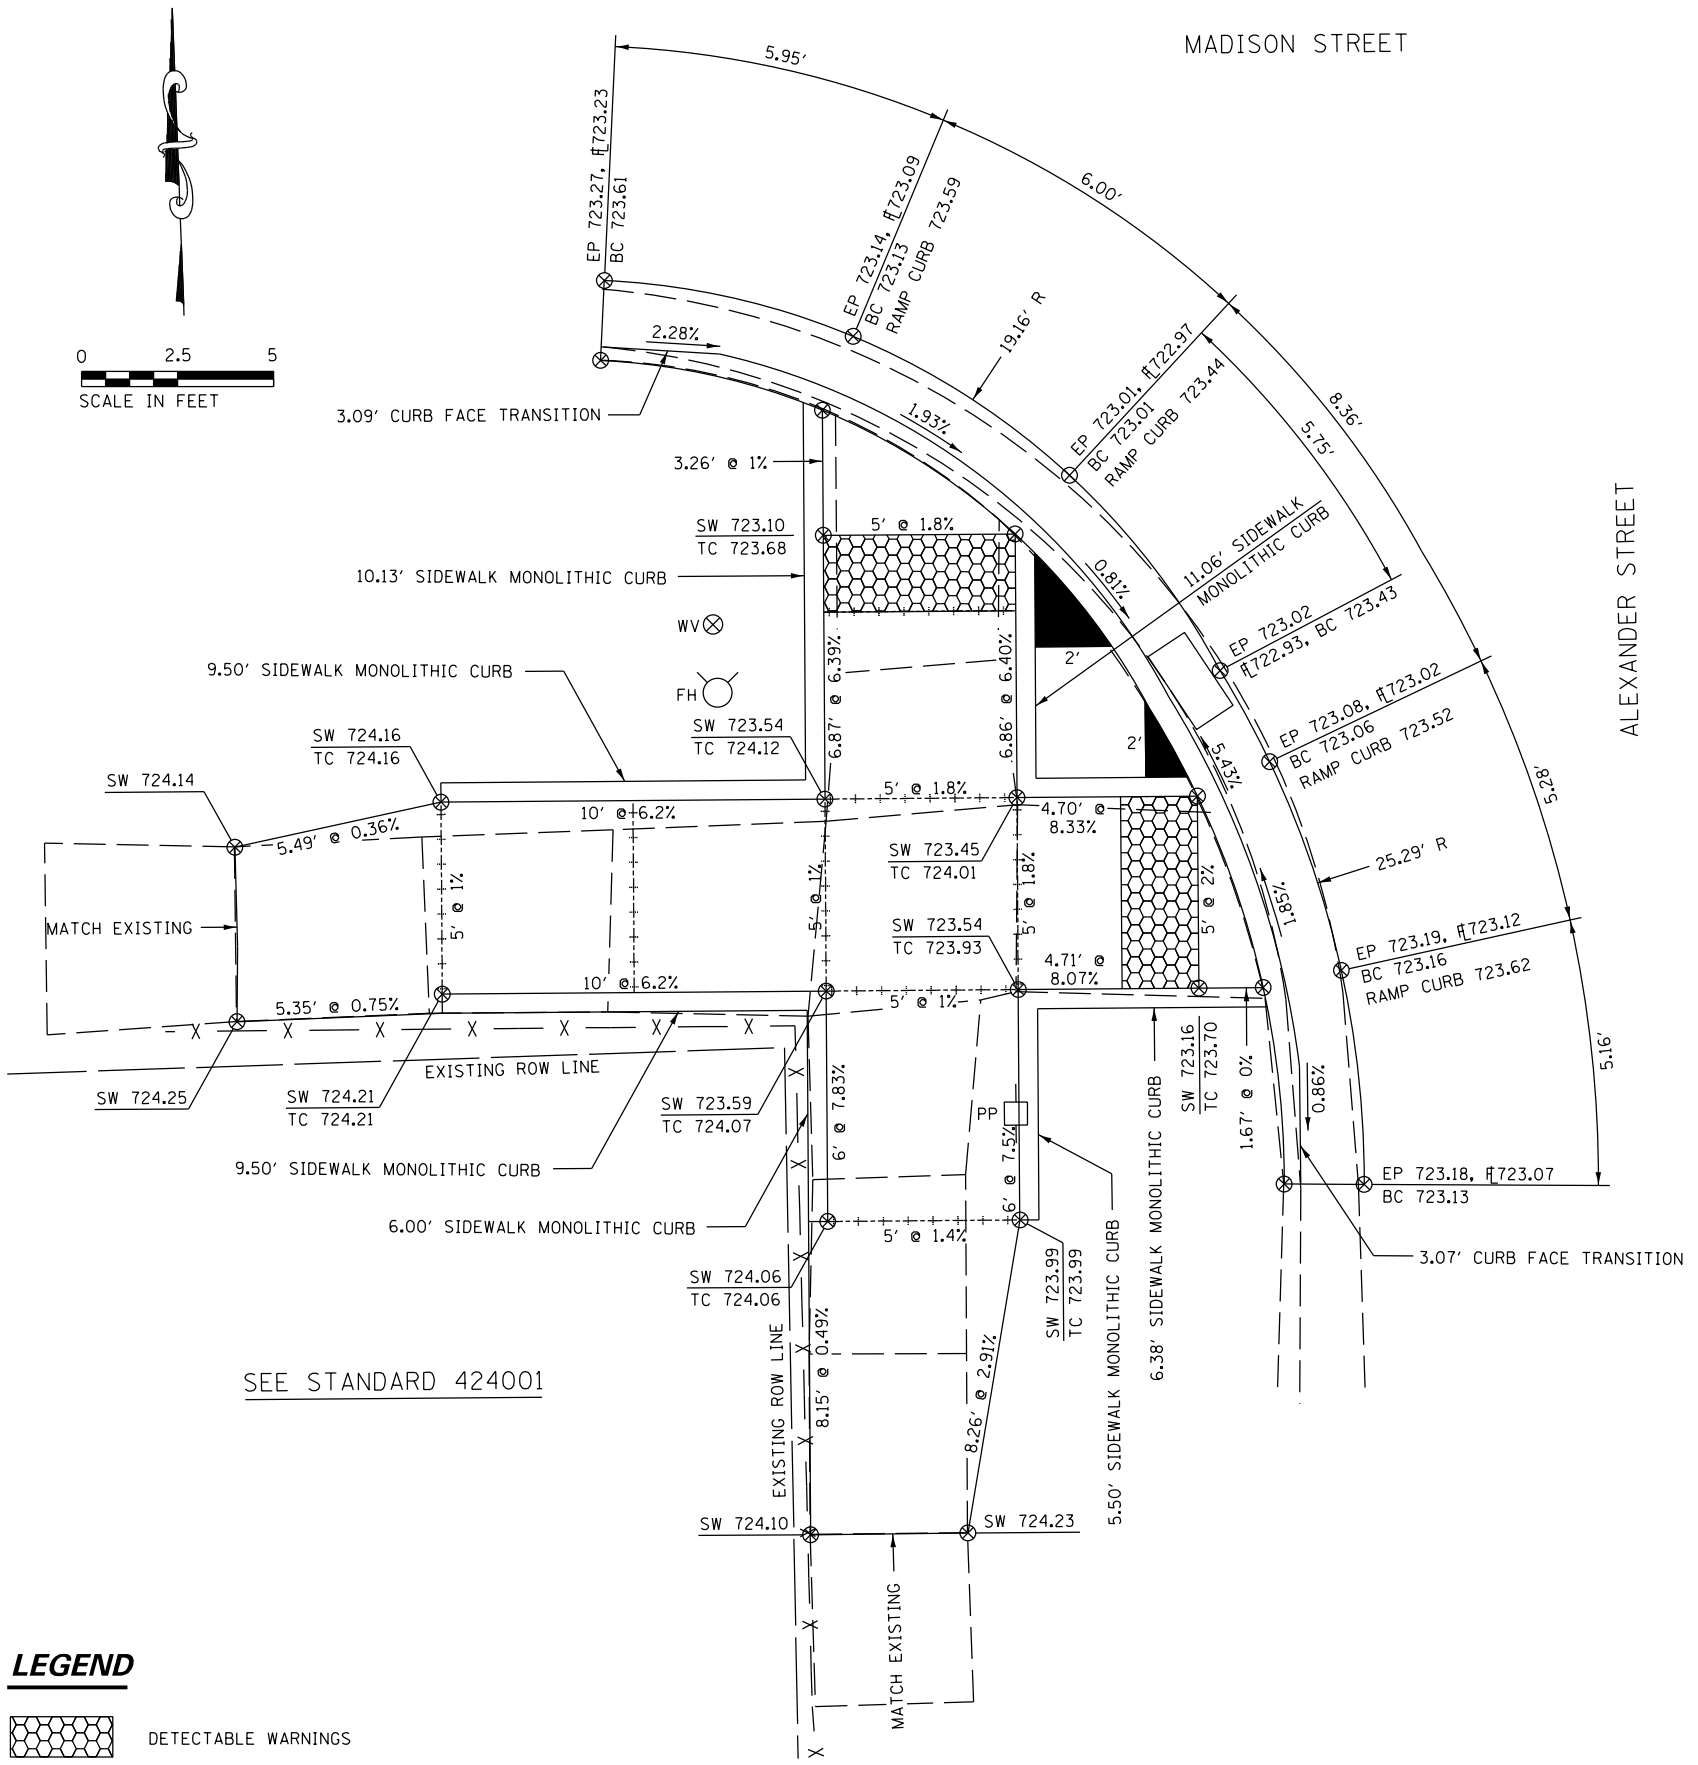 MADISON STREET
5.95'
6.00'
8.36'
5.75'
5.28'
5.16'
EP 723.27, FL723.23
BC 723.61
EP 723.14, FL723.09
BC 723.13
RAMP CURB 723.59
19.16' R
EP 723.01, FL722.97
BC 723.01
RAMP CURB 723.44
0 2.5 5
SCALE IN FEET
2.28%
3.09' CURB FACE TRANSITION
1.93%
3.26' @ 1%
11.06' SIDEWALK
MONOLITHIC CURB
ALEXANDER STREET
SW 723.10
TC 723.68
5' @ 1.8%
10.13' SIDEWALK MONOLITHIC CURB
0.81%
EP 723.02
FL722.93, BC 723.43
WV
FH
2'
2'
6.87' @ 6.39%
6.86' @ 6.40%
9.50' SIDEWALK MONOLITHIC CURB
EP 723.08, FL723.02
BC 723.06
RAMP CURB 723.52
SW 724.16
TC 724.16
SW 723.54
TC 724.12
5.43%
SW 724.14
5' @ 1.8%
10' @ 6.2%
4.70' @
8.33%
5.49' @ 0.36%
SW 723.45
TC 724.01
25.29' R
5' @ 1%
5' @ 1%
5' @ 1.8%
5' @ 2%
1.85%
MATCH EXISTING
SW 723.54
TC 723.93
EP 723.19, FL723.12
BC 723.16
RAMP CURB 723.62
4.71' @
8.07%
10' @ 6.2%
5.35' @ 0.75%
5' @ 1%
X X X X X X X
EXISTING ROW LINE
SW 724.25
SW 724.21
TC 724.21
SW 723.59
TC 724.07
6' @ 7.83%
PP
6' @ 7.5%
SW 723.16
TC 723.70
1.67' @ 0%
0.86%
9.50' SIDEWALK MONOLITHIC CURB
6.00' SIDEWALK MONOLITHIC CURB
5' @ 1.4%
EP 723.18, FL723.07
BC 723.13
3.07' CURB FACE TRANSITION
SW 724.06
TC 724.06
SW 723.99
TC 723.99
5.50' SIDEWALK MONOLITHIC CURB
6.38' SIDEWALK MONOLITHIC CURB
X
X
X
X
X
X
X
X
EXISTING ROW LINE
8.15' @ 0.49%
8.26' @ 2.91%
SEE STANDARD 424001
SW 724.10
SW 724.23
MATCH EXISTING
LEGEND
DETECTABLE WARNINGS